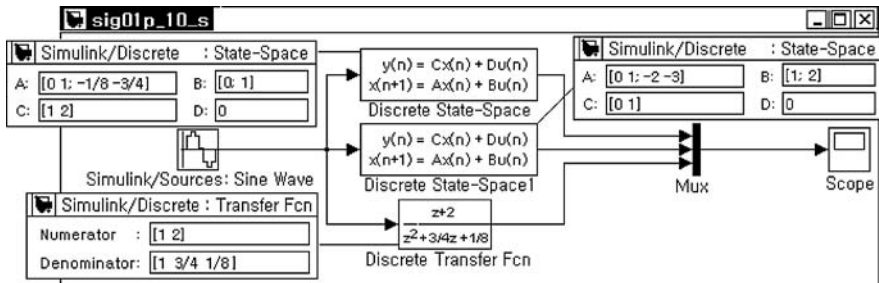 sig01p_10_s
Simulink/Discrete : State-Space
A: [0 1; -1/8 -3/4] B: [0; 1]
C: [1 2] D: 0
y(n) = Cx(n) + Du(n)
x(n+1) = Ax(n) + Bu(n)
Discrete State-Space
Simulink/Discrete : State-Space
A: [0 1; -2 -3] B: [1; 2]
C: [0 1] D: 0
Simulink/Sources: Sine Wave
y(n) = Cx(n) + Du(n)
x(n+1) = Ax(n) + Bu(n)
Discrete State-Space1
Mux
Scope
Simulink/Discrete : Transfer Fcn
Numerator : [1 2]
Denominator: [1 3/4 1/8]
z+2
z²+3/4z+1/8
Discrete Transfer Fcn